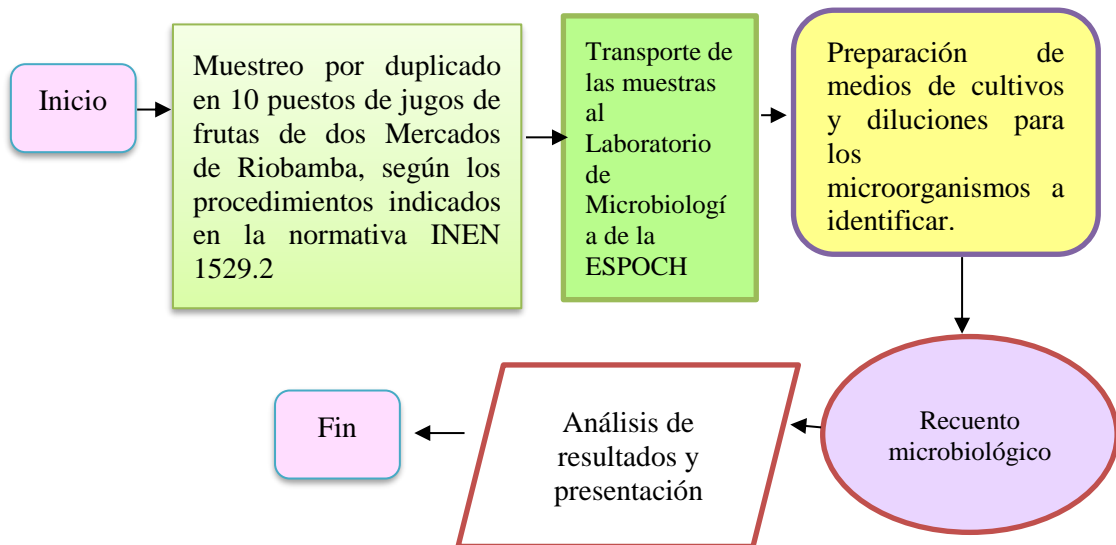 Inicio
Muestreo por duplicado
en 10 puestos de jugos de
frutas de dos Mercados
de Riobamba, según los
procedimientos indicados
en la normativa INEN
1529.2
Transporte de
las muestras
al
Laboratorio
de
Microbiologí
a de la
ESPOCH
Preparación de
medios de cultivos
y diluciones para
los
microorganismos a
identificar.
Recuento
microbiológico
Análisis de
resultados y
presentación
Fin